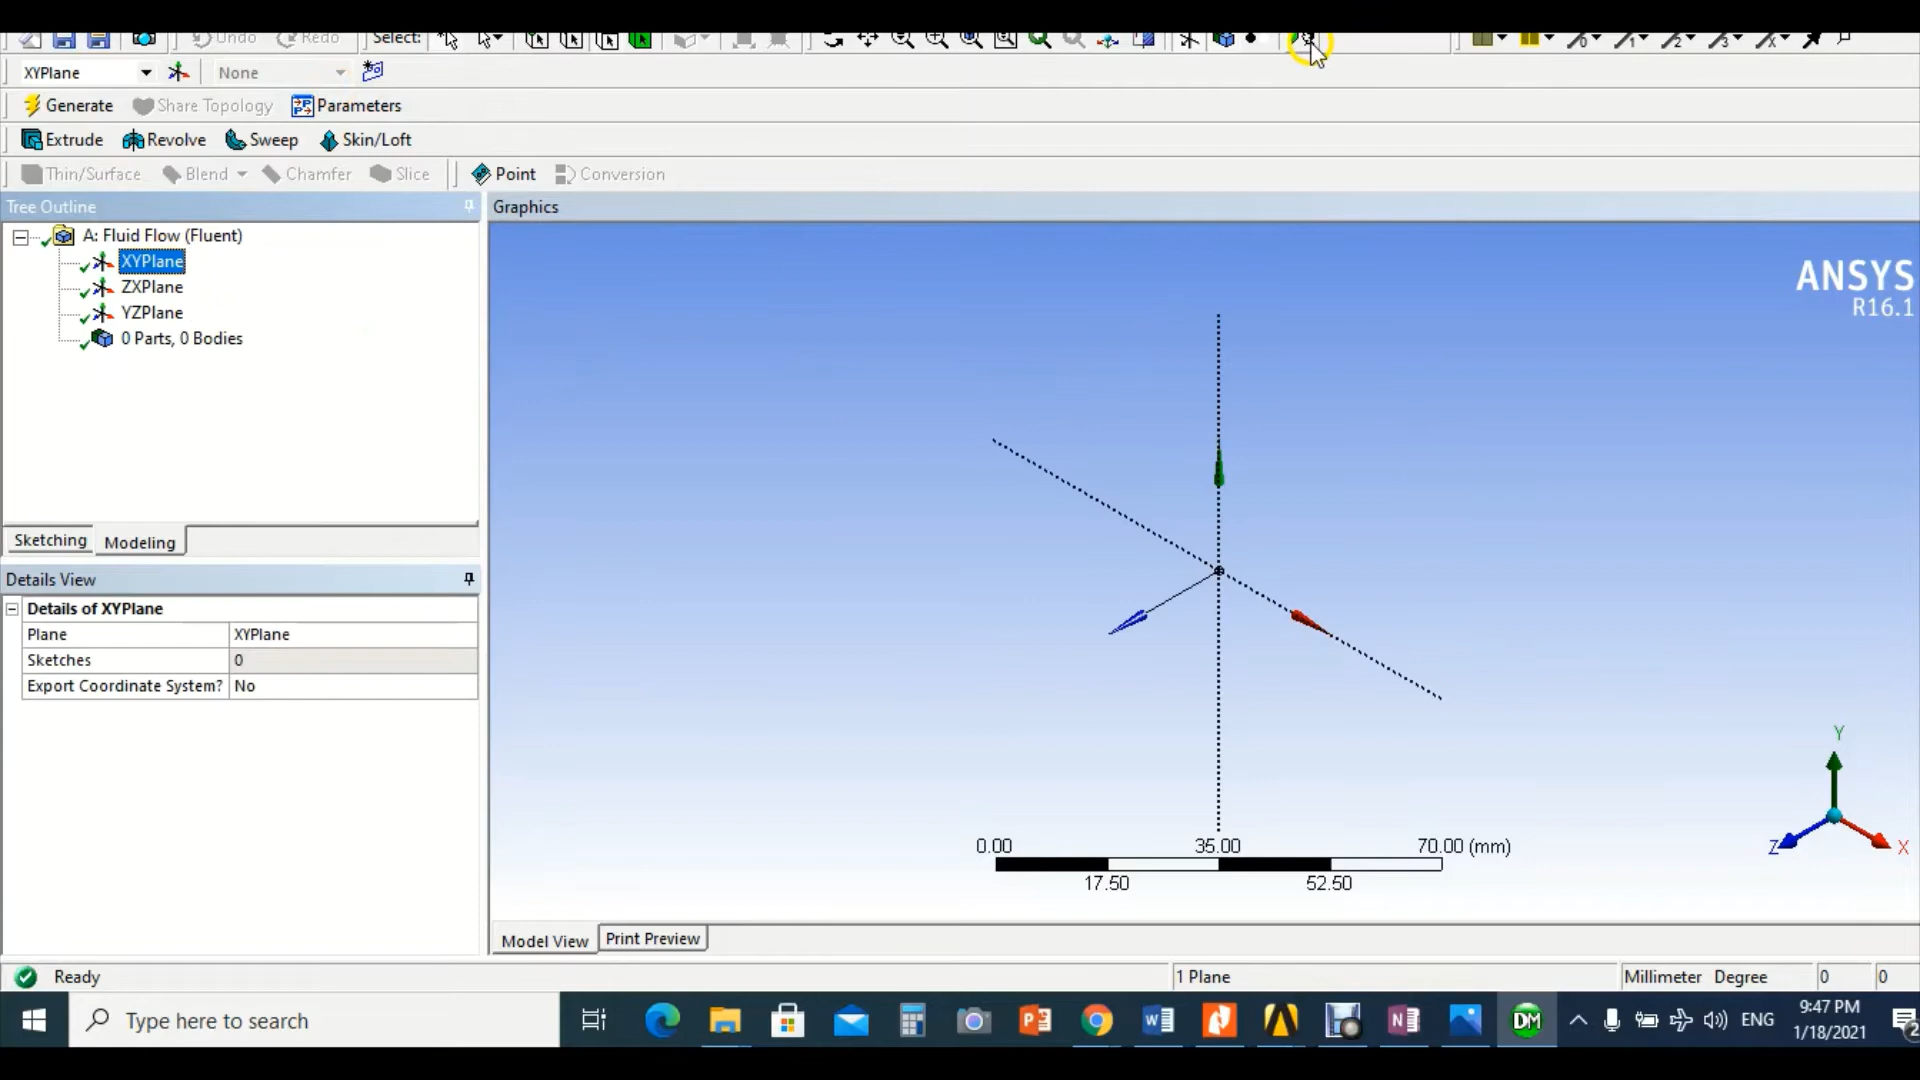 Undo Redo Select:
XYPlane None
Generate Share Topology Parameters
Extrude Revolve Sweep Skin/Loft
Thin/Surface Blend Chamfer Slice Point Conversion
Tree Outline
A: Fluid Flow (Fluent)
XYPlane
ZXPlane
YZPlane
0 Parts, 0 Bodies
Sketching Modeling
Details View
Details of XYPlane
Plane XYPlane
Sketches 0
Export Coordinate System? No
Graphics
ANSYS
R16.1
Y
Z X
0.00 35.00 70.00 (mm)
17.50 52.50
Model View Print Preview
Ready 1 Plane Millimeter Degree 0 0
Type here to search
DM
ENG
9:47 PM
1/18/2021
2